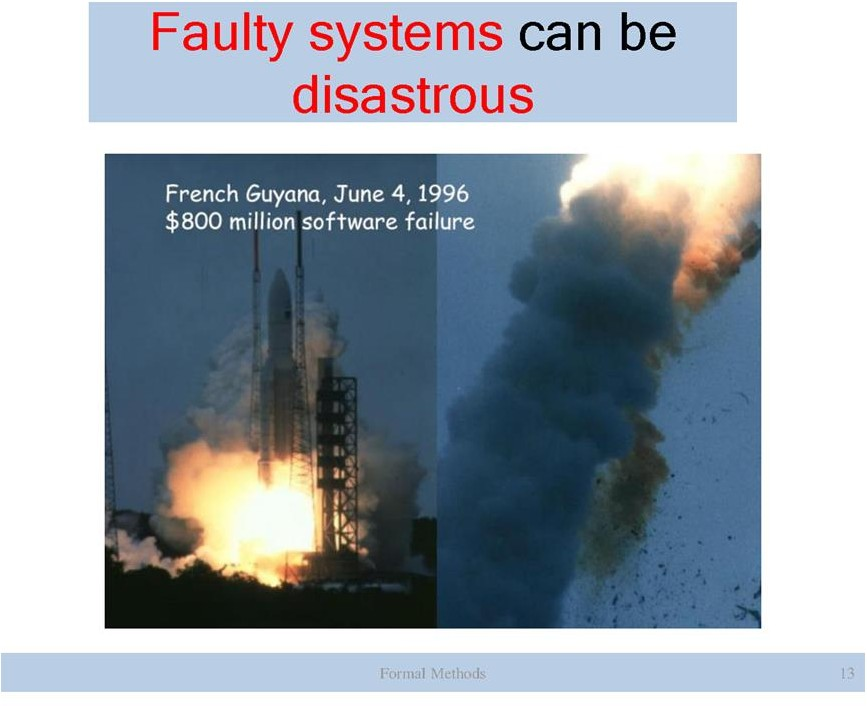 Faulty systems can be
disastrous
French Guyana, June 4, 1996
$800 million software failure
Formal Methods
13